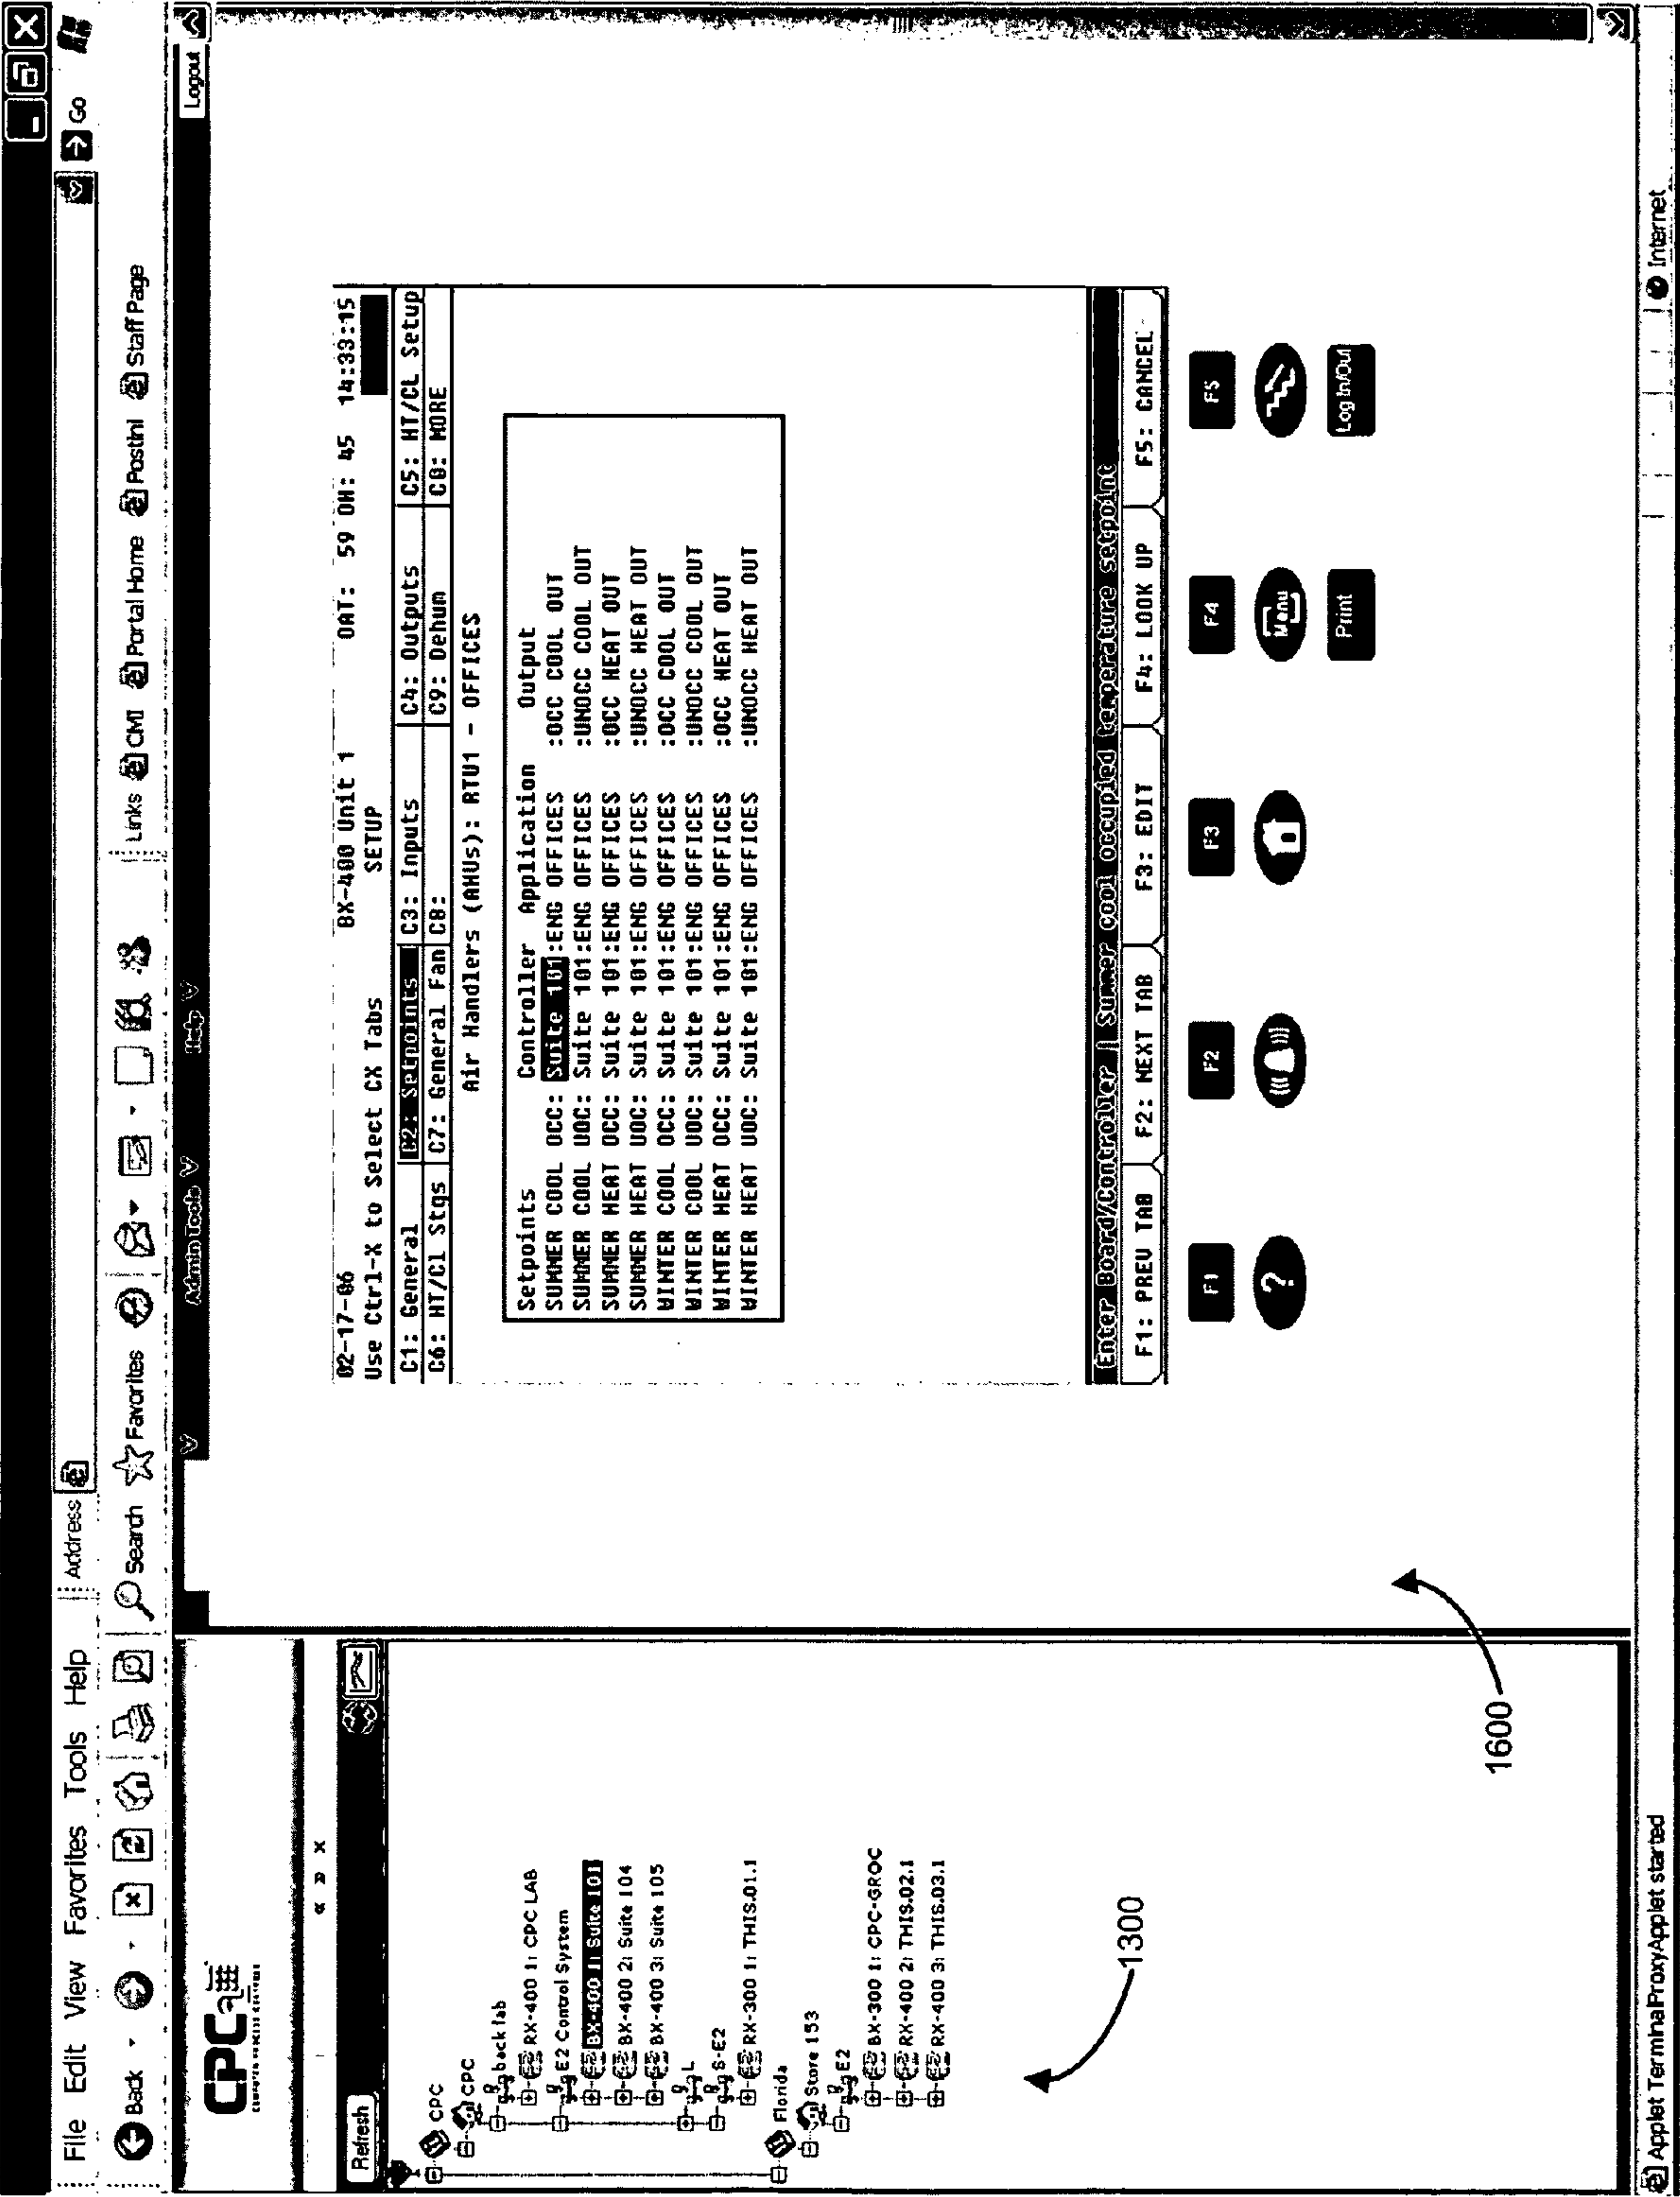 File Edit View Favorites Tools Help
Address
Go
Back
Search
Favorites
Links
CMI
Portal Home
PostIni
Staff Page
CPC
Admin Tools
Help
Logout
« » x
Refresh
CPC
CPC
back lab
RX-400 1: CPC LAB
E2 Control System
BX-400 1: Suite 101
BX-400 2: Suite 104
BX-400 3: Suite 105
L
S-E2
RX-300 1: THIS.01.1
Florida
Store 153
E2
BX-300 1: CPC-GROC
RX-400 2: THIS.02.1
RX-400 3: THIS.03.1
1300
02-17-06 BX-400 Unit 1 OAT: 59 OH: 45 14:33:15
Use Ctrl-X to Select CX Tabs SETUP
C1: General C2: Setpoints C3: Inputs C4: Outputs C5: HT/CL Setup
C6: HT/Cl Stgs C7: General Fan C8: C9: Dehum C0: MORE
Air Handlers (AHUs): RTU1 - OFFICES
Setpoints Controller Application Output
SUMMER COOL OCC: Suite 101:ENG OFFICES :OCC COOL OUT
SUMMER COOL UOC: Suite 101:ENG OFFICES :UNOCC COOL OUT
SUMMER HEAT OCC: Suite 101:ENG OFFICES :OCC HEAT OUT
SUMMER HEAT UOC: Suite 101:ENG OFFICES :UNOCC HEAT OUT
WINTER COOL OCC: Suite 101:ENG OFFICES :OCC COOL OUT
WINTER COOL UOC: Suite 101:ENG OFFICES :UNOCC COOL OUT
WINTER HEAT OCC: Suite 101:ENG OFFICES :OCC HEAT OUT
WINTER HEAT UOC: Suite 101:ENG OFFICES :UNOCC HEAT OUT
Enter Board/Controller || Summer cool occupied temperature setpoint
F1: PREV TAB F2: NEXT TAB F3: EDIT F4: LOOK UP F5: CANCEL
F1 F2 F3 F4 F5
? Menu
Print Log In/Out
1600
Applet TerminalProxyApplet started
Internet